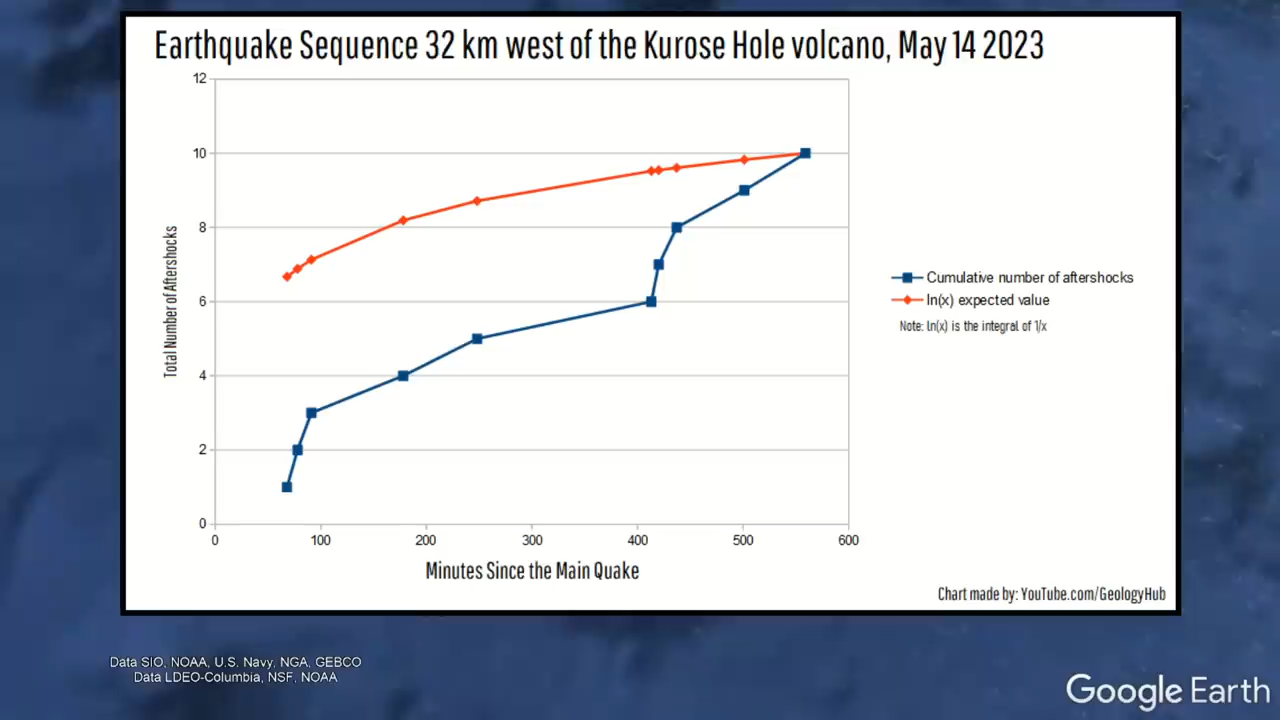 Earthquake Sequence 32 km west of the Kurose Hole volcano, May 14 2023
12
10
8
6
4
2
0
Total Number of Aftershocks
0 100 200 300 400 500 600
Minutes Since the Main Quake
Cumulative number of aftershocks
ln(x) expected value
Note: ln(x) is the integral of 1/x
Chart made by: YouTube.com/GeologyHub
Data SIO, NOAA, U.S. Navy, NGA, GEBCO
Data LDEO-Columbia, NSF, NOAA
Google Earth